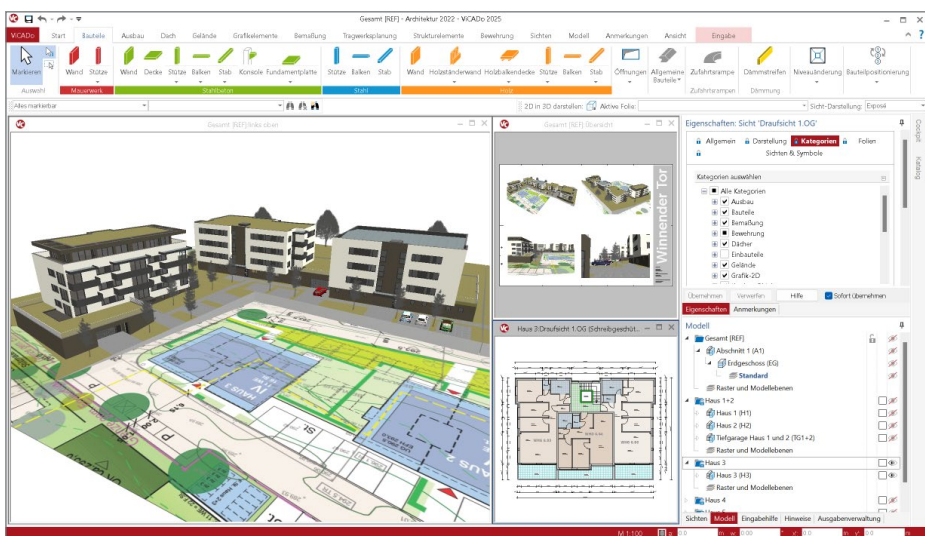 Gesamt [REF] - Architektur 2022 - ViCADo 2025
ViCADo Start Bauteile Ausbau Dach Gelände Grafikelemente Bemaßung Tragwerksplanung Strukturelemente Bewehrung Sichten Modell Anmerkungen Ansicht Eingabe
Markieren Wand Stütze Wand Decke Stütze Balken Stab Konsole Fundamentplatte Stütze Balken Stab Wand Holzständerwand Holzbalkendecke Stütze Balken Stab Öffnungen Allgemeine Bauteile Zufahrtsrampe Dämmstreifen Niveauänderung Bauteilpositionierung
Auswahl Mauerwerk Stahlbeton Stahl Holz Zufahrtsrampen Dämmung
Alles markierbar
2D in 3D darstellen: Aktive Folie: Sicht-Darstellung: Exposé
Gesamt [REF]:links oben
Gesamt [REF]:Übersicht
Winnender Tor
Haus 3:Draufsicht 1.OG (Schreibgeschüt...
HAUS 2
P
St
Eigenschaften: Sicht 'Draufsicht 1.OG'
Allgemein Darstellung Kategorien Folien
Sichten & Symbole
Kategorien auswählen
Alle Kategorien
Ausbau
Bauteile
Bemaßung
Bewehrung
Dächer
Einbauteile
Gelände
Grafik-2D
Übernehmen Verwerfen Hilfe Sofort übernehmen
Eigenschaften Anmerkungen
Modell
Gesamt [REF]
Abschnitt 1 (A1)
Erdgeschoss (EG)
Standard
Raster und Modellebenen
Haus 1+2
Haus 1 (H1)
Haus 2 (H2)
Tiefgarage Haus 1 und 2 (TG1+2)
Raster und Modellebenen
Haus 3
Haus 3 (H3)
Raster und Modellebenen
Haus 4
Sichten Modell Eingabehilfe Hinweise Ausgabenverwaltung
Cockpit
Katalog
M 1:100